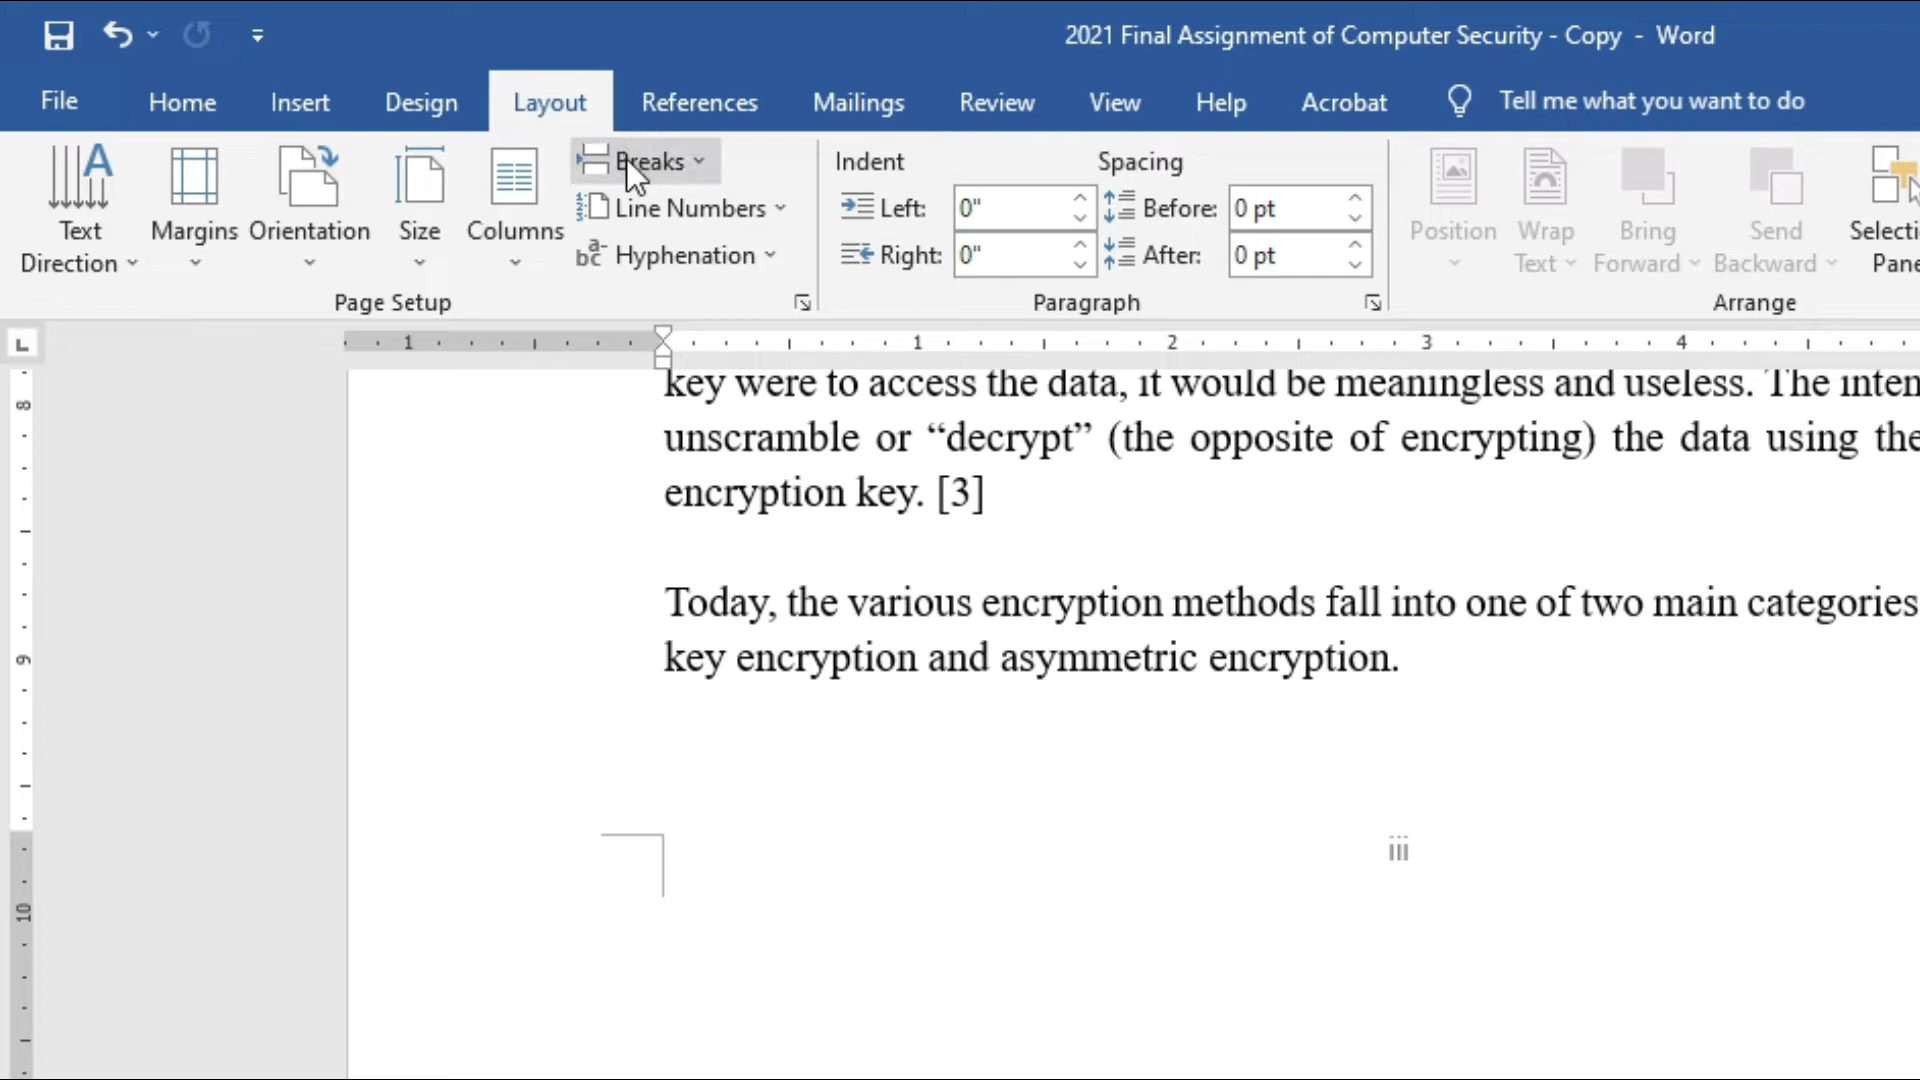 2021 Final Assignment of Computer Security - Copy - Word
File Home Insert Design Layout References Mailings Review View Help Acrobat Tell me what you want to do
Text Direction
Margins
Orientation
Size
Columns
Breaks
Line Numbers
Hyphenation
Page Setup
Indent
Left: 0"
Right: 0"
Spacing
Before: 0 pt
After: 0 pt
Paragraph
Position
Wrap Text
Bring Forward
Send Backward
Arrange
1 1 2 3 4
8
9
10
key were to access the data, it would be meaningless and useless. The
unscramble or “decrypt” (the opposite of encrypting) the data using the
encryption key. [3]
Today, the various encryption methods fall into one of two main categories
key encryption and asymmetric encryption.
iii